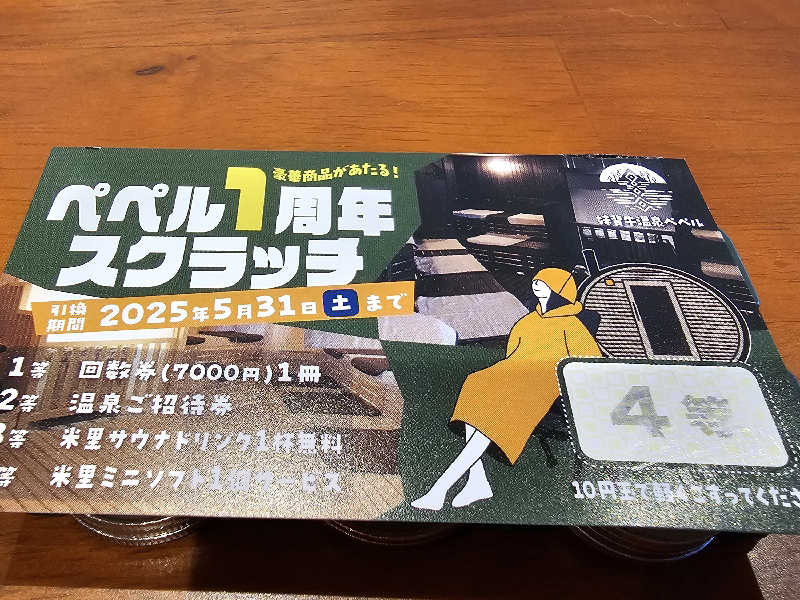 豪華商品があたる!
ペペル1周年
スクラッチ
引換期間 2025年5月31日 土 まで
1等 回数券(7000円)1冊
2等 温泉ご招待券
3等 米里サウナドリンク1杯無料
等 米里ミニソフト1個サービス
温泉ペペル
4等
10円玉で軽くこすってくださ